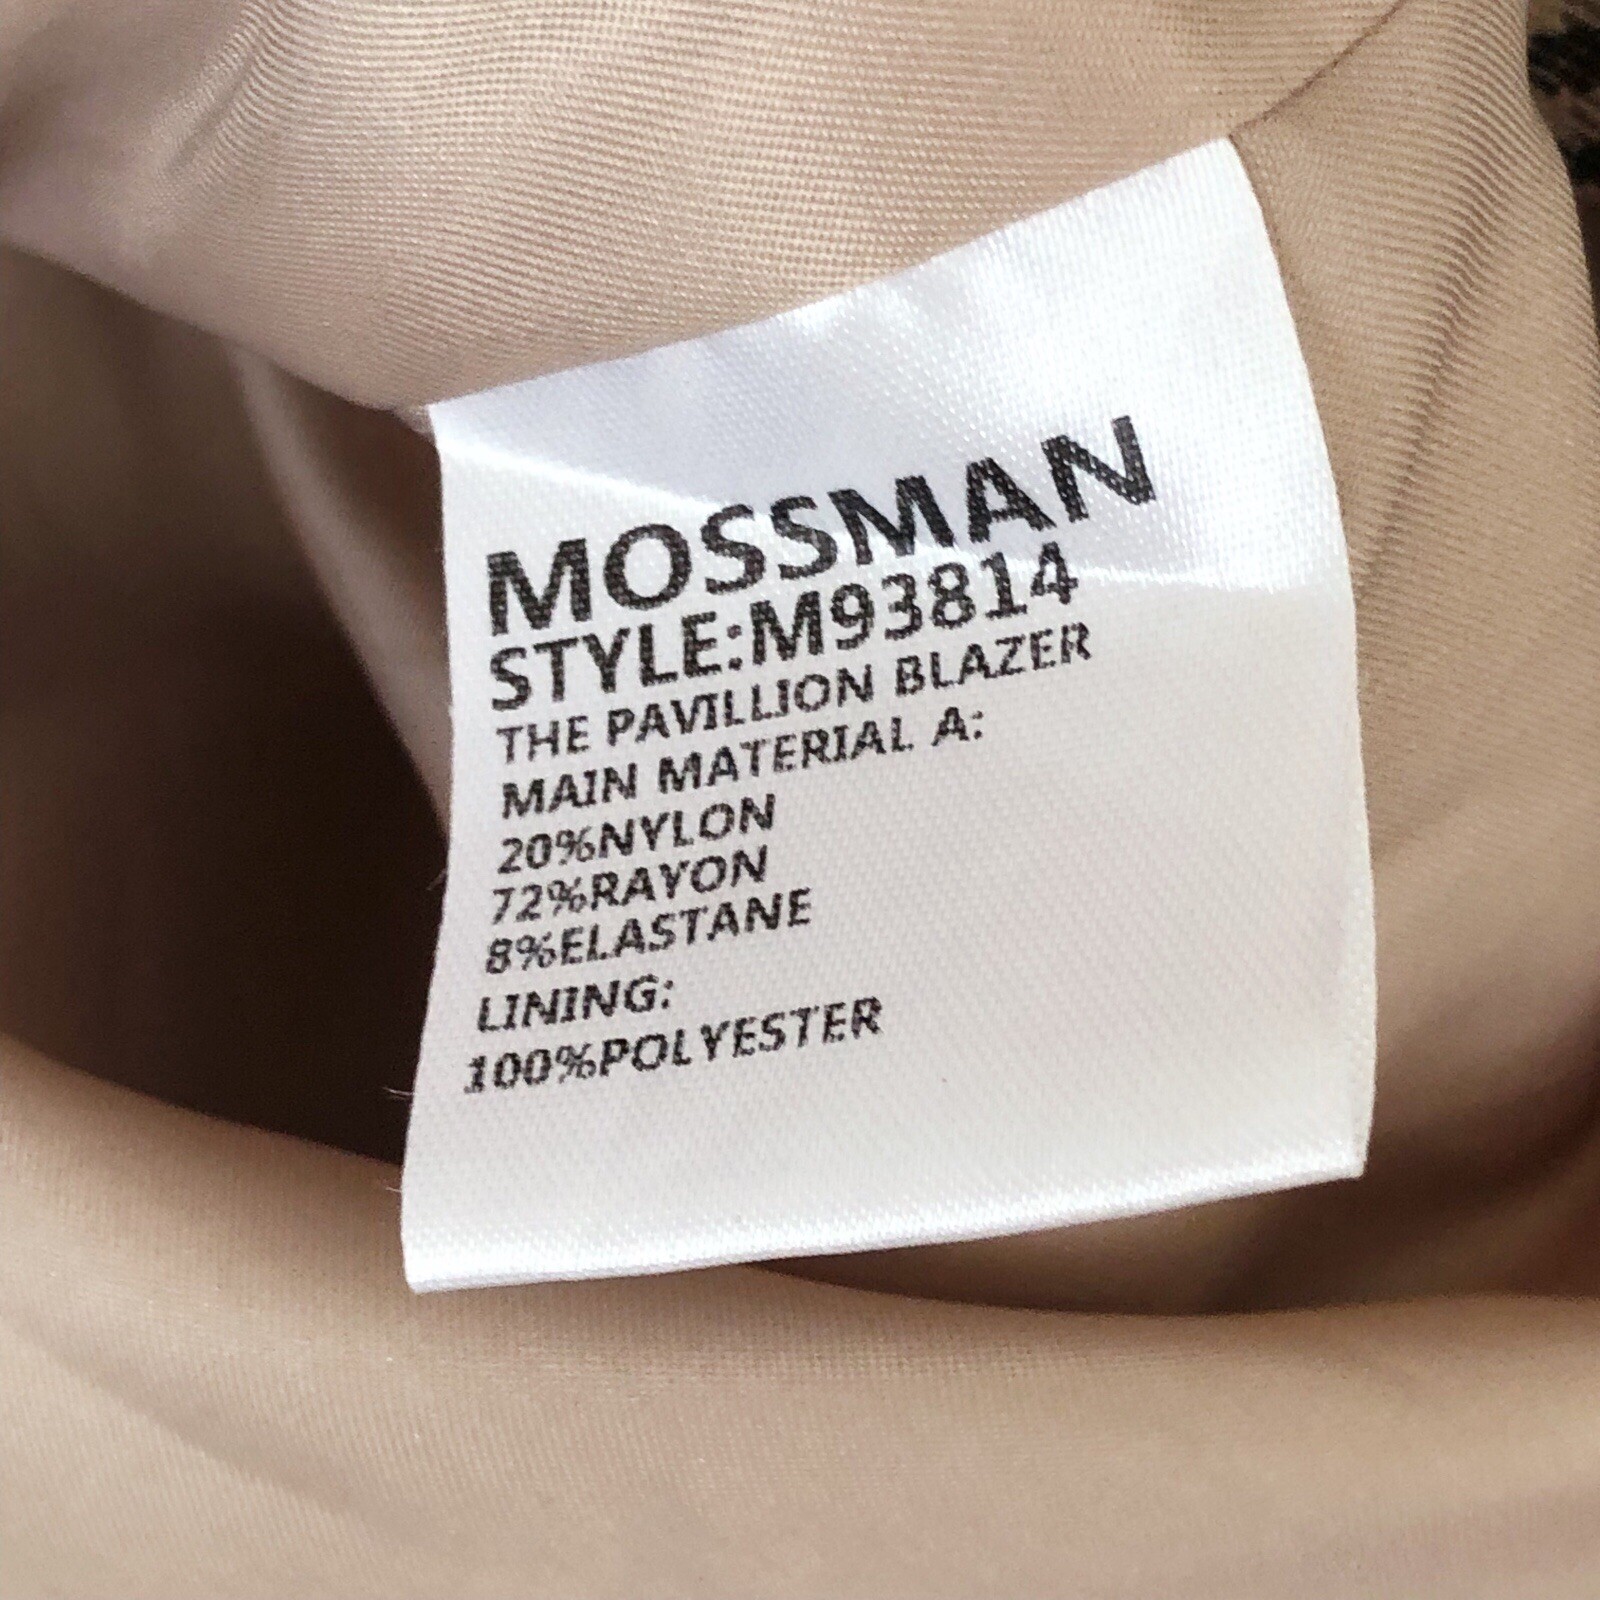 MOSSMAN
STYLE:M93814
THE PAVILLION BLAZER
MAIN MATERIAL A:
20%NYLON
72%RAYON
8%ELASTANE
LINING:
100%POLYESTER